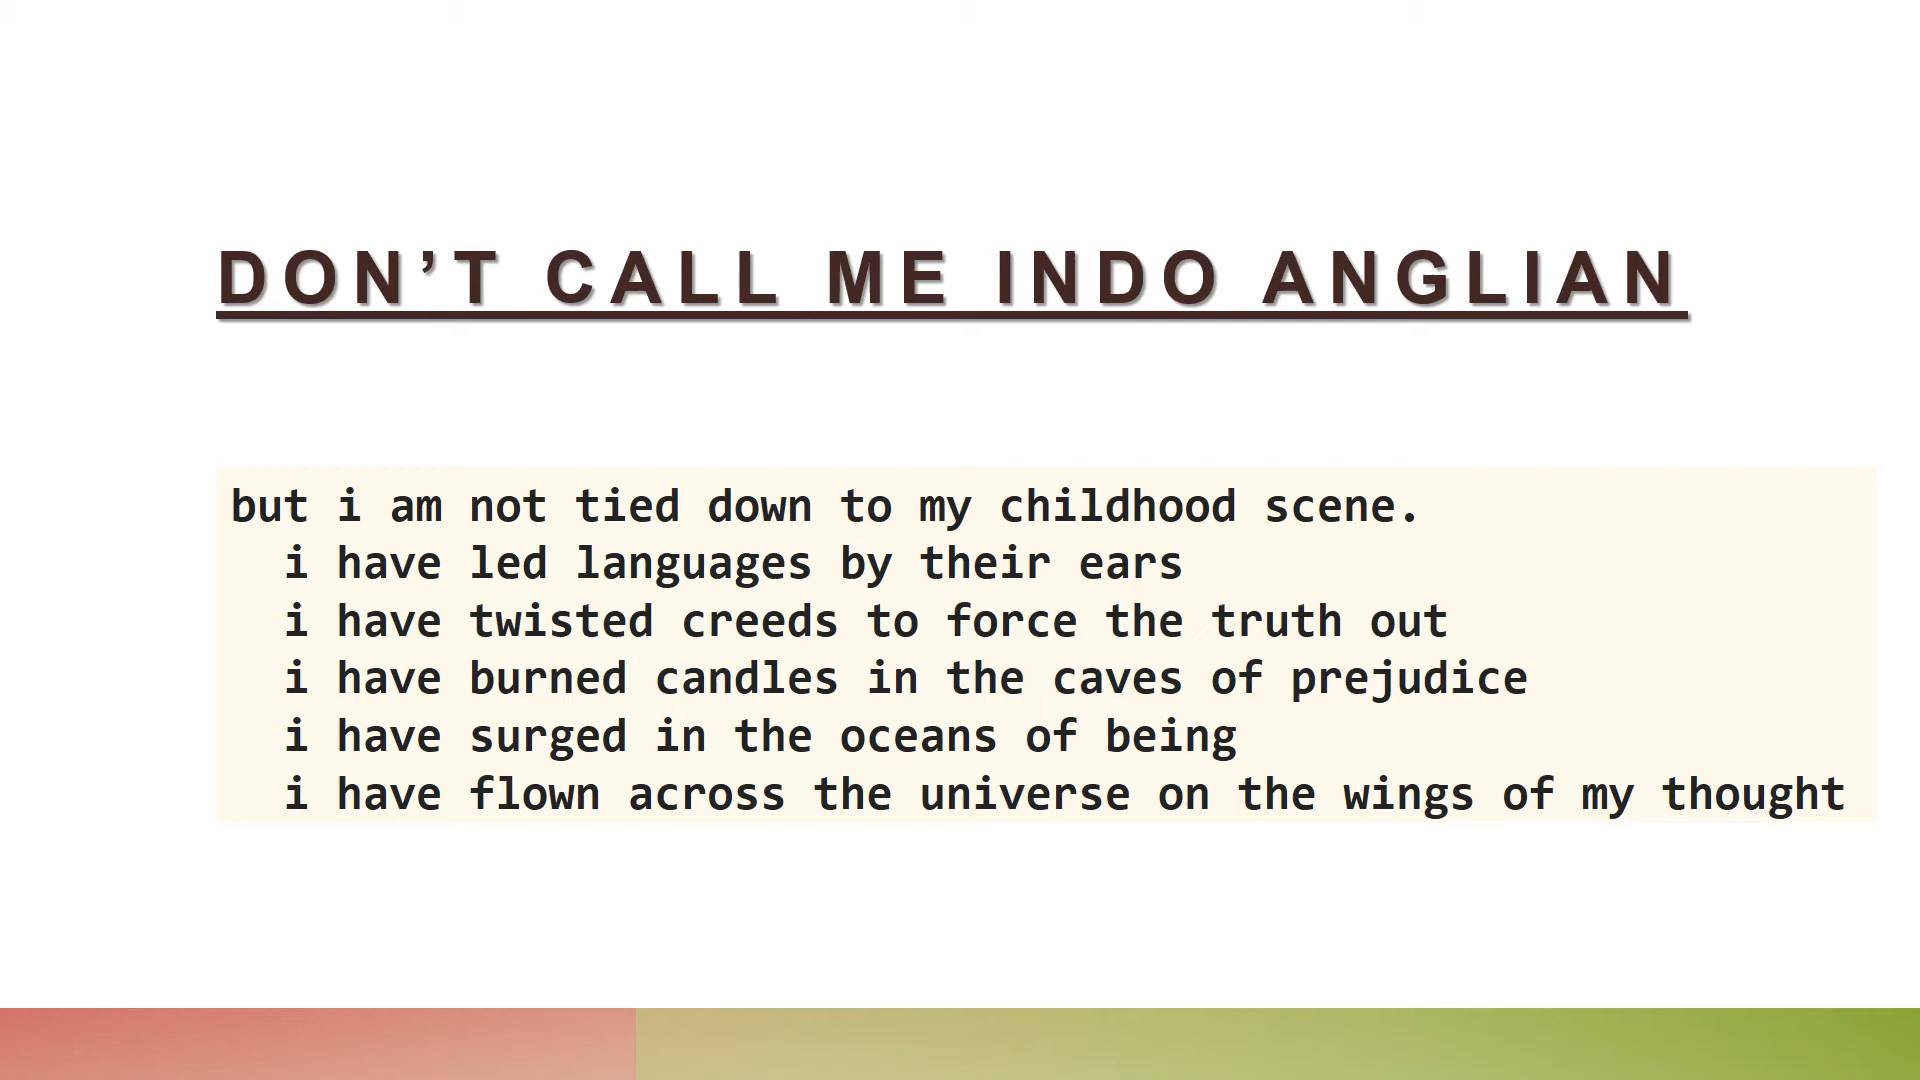 DON’T CALL ME INDO ANGLIAN
but i am not tied down to my childhood scene.
i have led languages by their ears
i have twisted creeds to force the truth out
i have burned candles in the caves of prejudice
i have surged in the oceans of being
i have flown across the universe on the wings of my thought